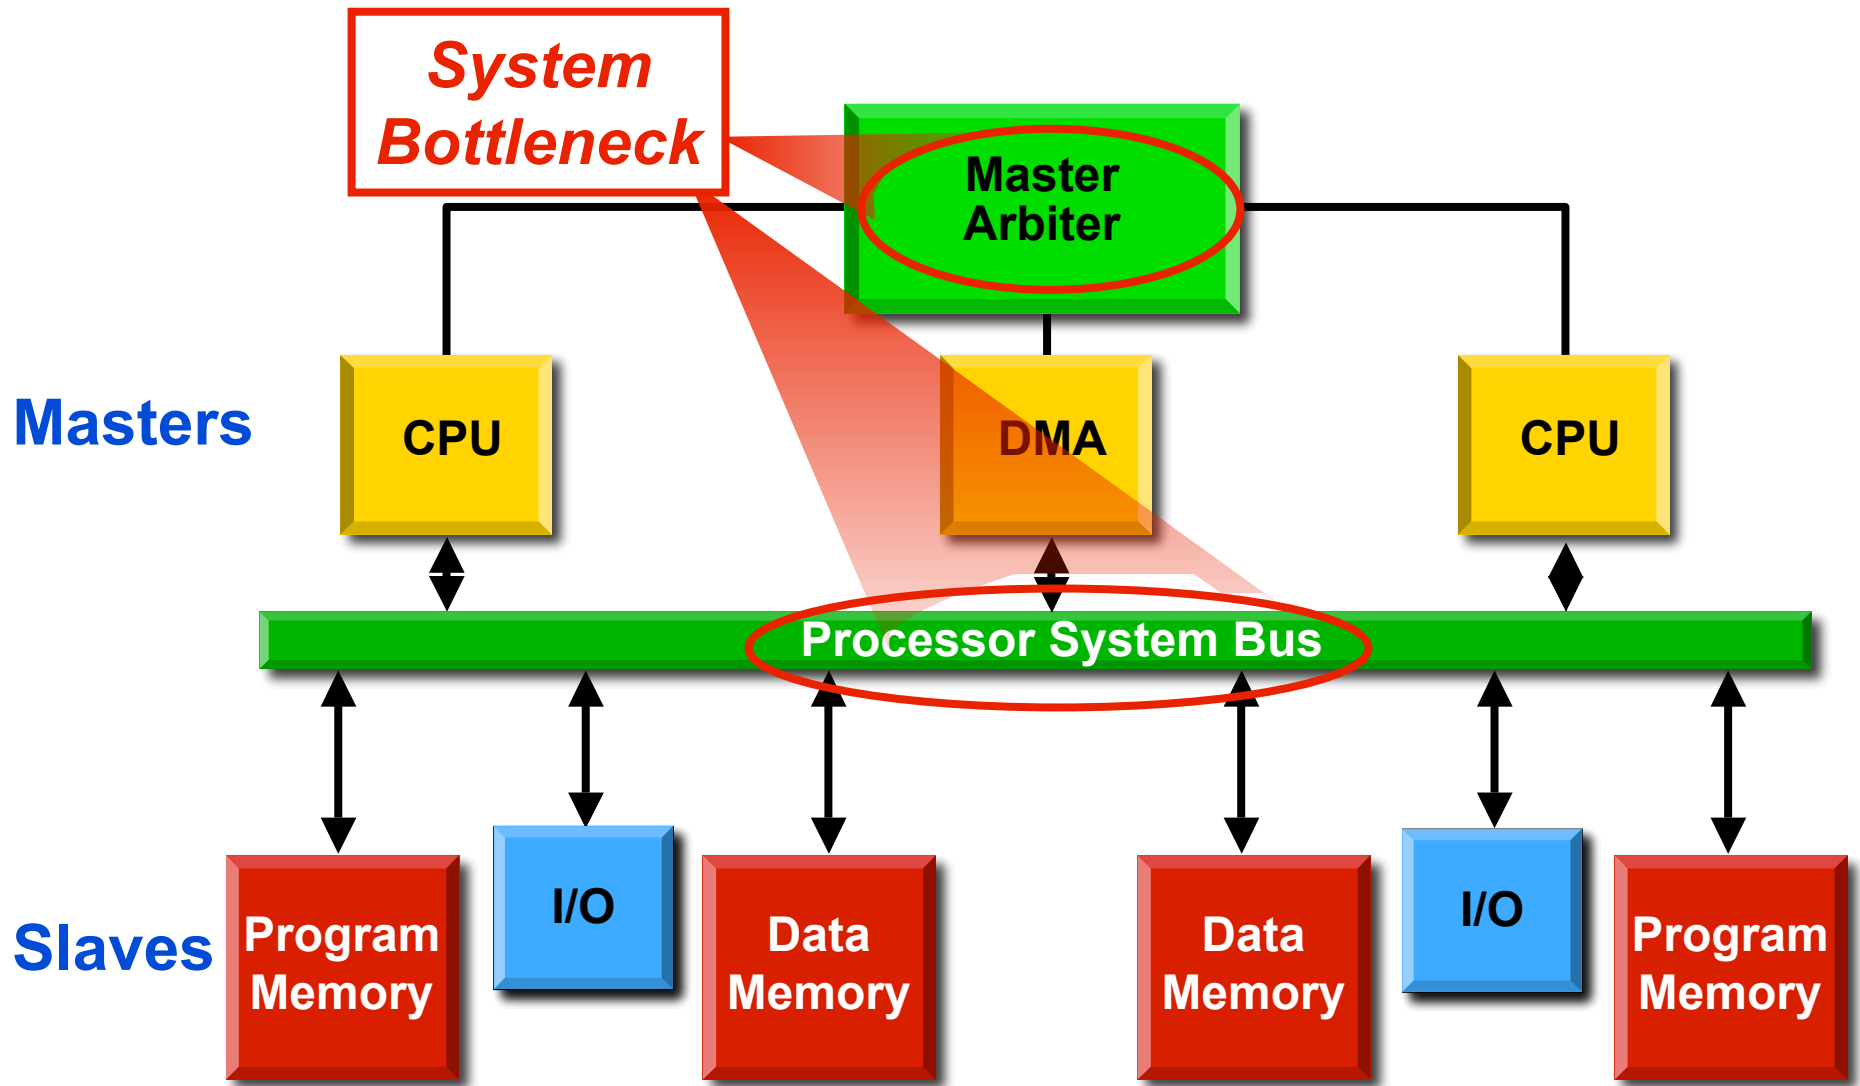 System
Bottleneck
Master
Arbiter
Masters
CPU
DMA
CPU
Processor System Bus
Slaves
Program
Memory
I/O
Data
Memory
Data
Memory
I/O
Program
Memory